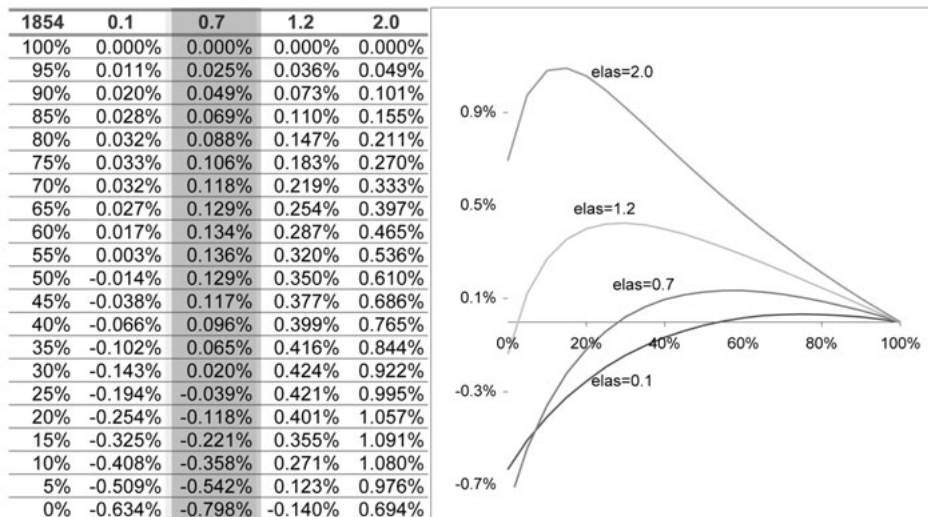 1854 0.1 0.7 1.2 2.0
100% 0.000% 0.000% 0.000% 0.000%
95% 0.011% 0.025% 0.036% 0.049%
90% 0.020% 0.049% 0.073% 0.101%
85% 0.028% 0.069% 0.110% 0.155%
80% 0.032% 0.088% 0.147% 0.211%
75% 0.033% 0.106% 0.183% 0.270%
70% 0.032% 0.118% 0.219% 0.333%
65% 0.027% 0.129% 0.254% 0.397%
60% 0.017% 0.134% 0.287% 0.465%
55% 0.003% 0.136% 0.320% 0.536%
50% -0.014% 0.129% 0.350% 0.610%
45% -0.038% 0.117% 0.377% 0.686%
40% -0.066% 0.096% 0.399% 0.765%
35% -0.102% 0.065% 0.416% 0.844%
30% -0.143% 0.020% 0.424% 0.922%
25% -0.194% -0.039% 0.421% 0.995%
20% -0.254% -0.118% 0.401% 1.057%
15% -0.325% -0.221% 0.355% 1.091%
10% -0.408% -0.358% 0.271% 1.080%
5% -0.509% -0.542% 0.123% 0.976%
0% -0.634% -0.798% -0.140% 0.694%
elas=2.0
0.9%
0.5%
elas=1.2
elas=0.7
0.1%
0% 20% 40% 60% 80% 100%
elas=0.1
-0.3%
-0.7%